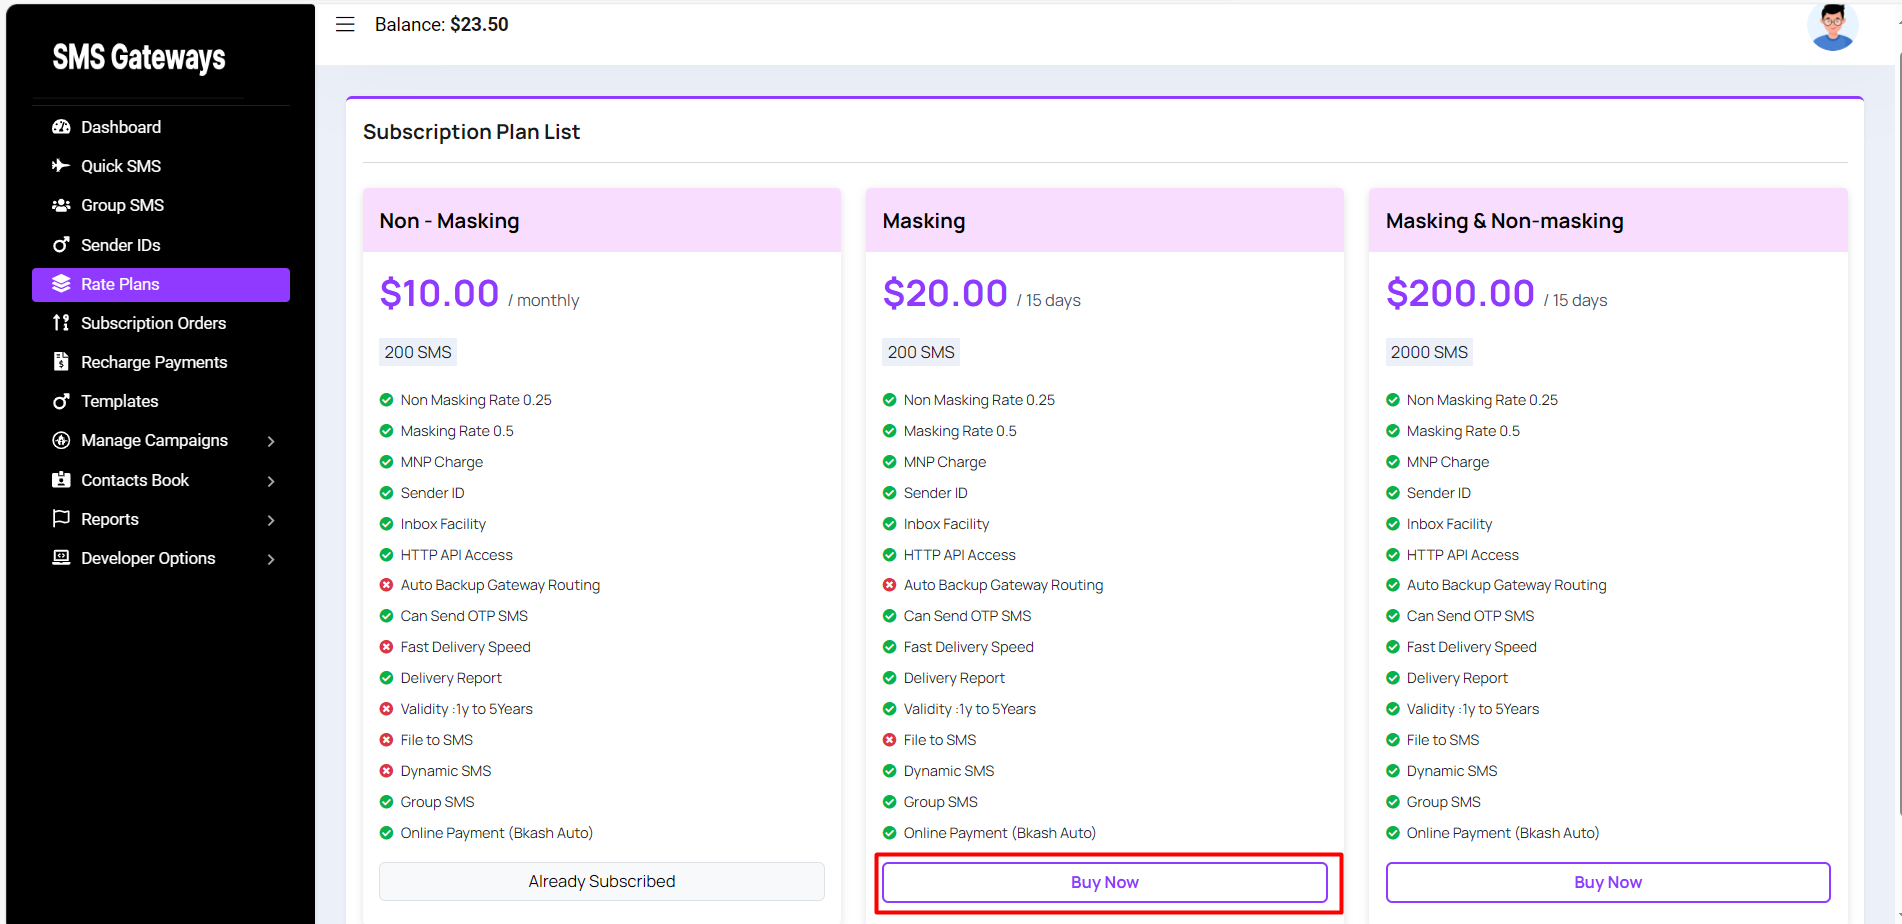 SMS Gateways
Balance: $23.50
Dashboard
Quick SMS
Group SMS
Sender IDs
Rate Plans
Subscription Orders
Recharge Payments
Templates
Manage Campaigns
Contacts Book
Reports
Developer Options
Subscription Plan List
Non - Masking
$10.00 / monthly
200 SMS
Non Masking Rate 0.25
Masking Rate 0.5
MNP Charge
Sender ID
Inbox Facility
HTTP API Access
Auto Backup Gateway Routing
Can Send OTP SMS
Fast Delivery Speed
Delivery Report
Validity :1y to 5Years
File to SMS
Dynamic SMS
Group SMS
Online Payment (Bkash Auto)
Already Subscribed
Masking
$20.00 / 15 days
200 SMS
Non Masking Rate 0.25
Masking Rate 0.5
MNP Charge
Sender ID
Inbox Facility
HTTP API Access
Auto Backup Gateway Routing
Can Send OTP SMS
Fast Delivery Speed
Delivery Report
Validity :1y to 5Years
File to SMS
Dynamic SMS
Group SMS
Online Payment (Bkash Auto)
Buy Now
Masking & Non-masking
$200.00 / 15 days
2000 SMS
Non Masking Rate 0.25
Masking Rate 0.5
MNP Charge
Sender ID
Inbox Facility
HTTP API Access
Auto Backup Gateway Routing
Can Send OTP SMS
Fast Delivery Speed
Delivery Report
Validity :1y to 5Years
File to SMS
Dynamic SMS
Group SMS
Online Payment (Bkash Auto)
Buy Now